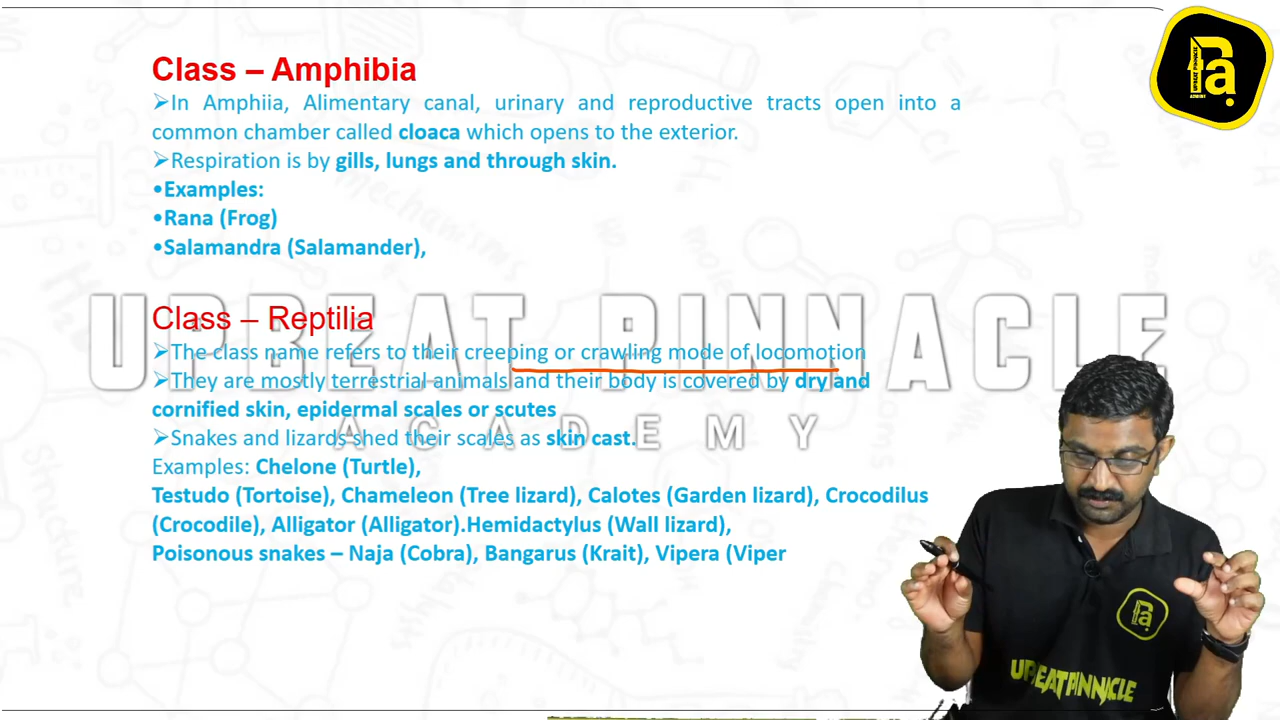 Class – Amphibia
➢In Amphiia, Alimentary canal, urinary and reproductive tracts open into a
common chamber called cloaca which opens to the exterior.
➢Respiration is by gills, lungs and through skin.
•Examples:
•Rana (Frog)
•Salamandra (Salamander),
Class – Reptilia
➢The class name refers to their creeping or crawling mode of locomotion
➢They are mostly terrestrial animals and their body is covered by dry and
cornified skin, epidermal scales or scutes
➢Snakes and lizards shed their scales as skin cast.
Examples: Chelone (Turtle),
Testudo (Tortoise), Chameleon (Tree lizard), Calotes (Garden lizard), Crocodilus
(Crocodile), Alligator (Alligator).Hemidactylus (Wall lizard),
Poisonous snakes – Naja (Cobra), Bangarus (Krait), Vipera (Viper
UPBEAT PINNACLE
ACADEMY
Pa
UPBEAT PINNACLE
Pa
UPBEATPINNACLE